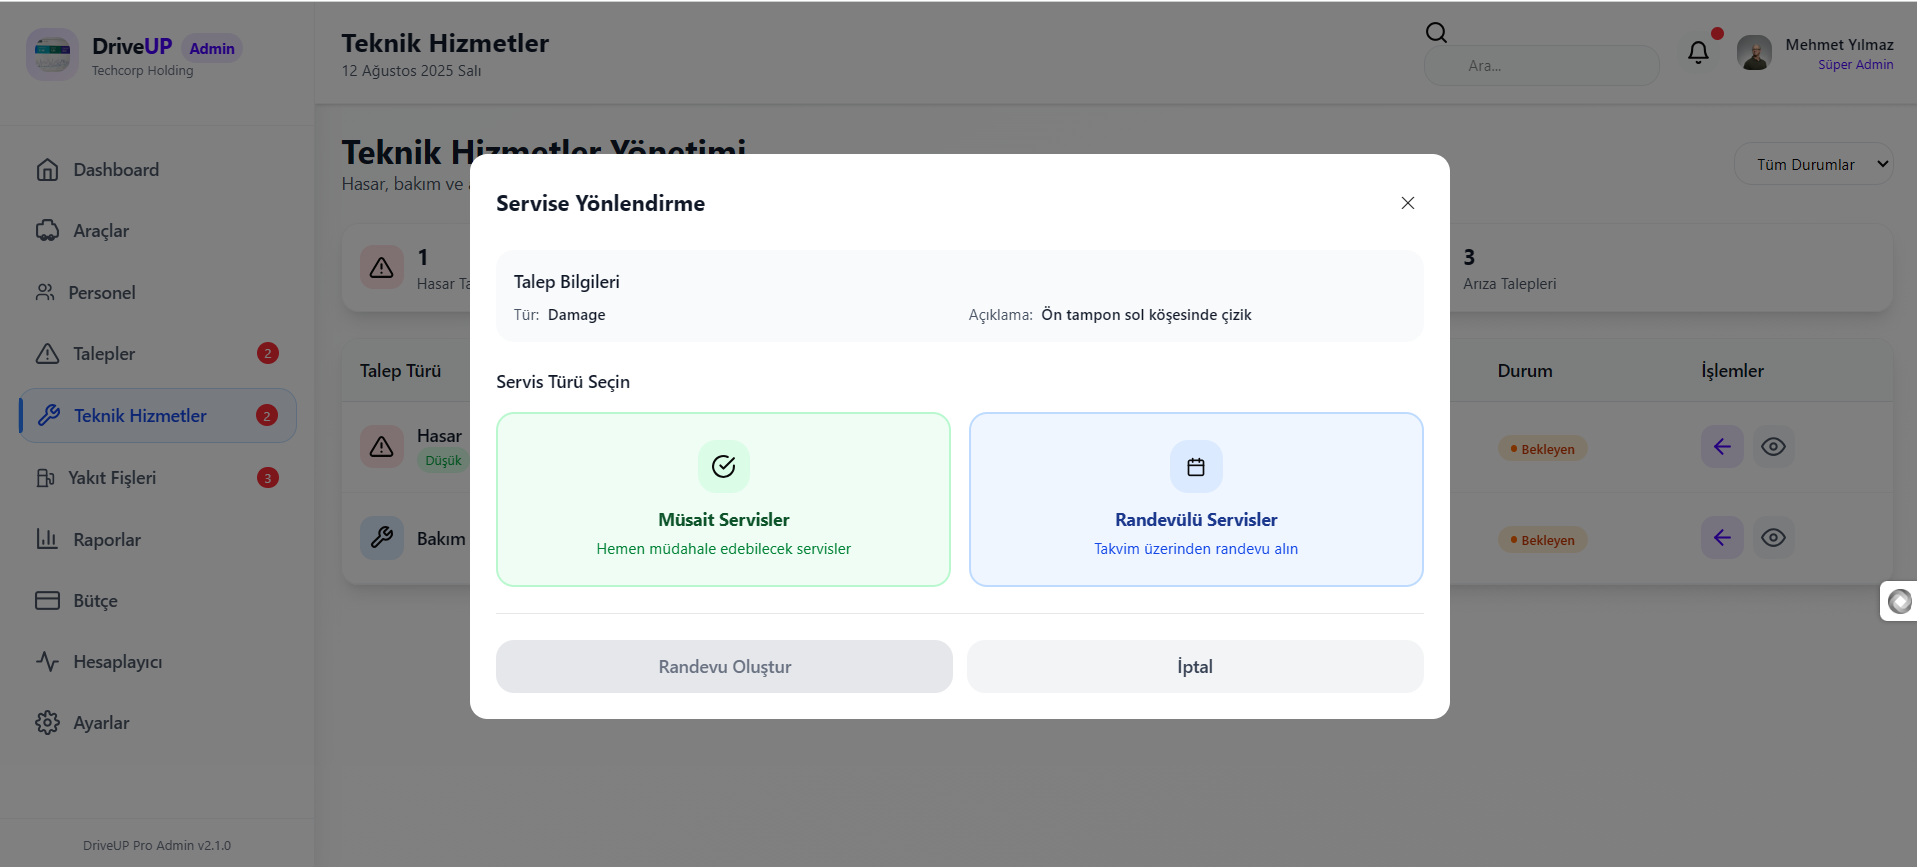 DriveUP Admin
Techcorp Holding
Dashboard
Araçlar
Personel
Talepler 2
Teknik Hizmetler 2
Yakıt Fişleri 3
Raporlar
Bütçe
Hesaplayıcı
Ayarlar
DriveUP Pro Admin v2.1.0
Teknik Hizmetler
12 Ağustos 2025 Salı
Ara...
Mehmet Yılmaz
Süper Admin
Teknik Hizmetler Yönetimi
Hasar, bakım ve
Tüm Durumlar
1
Hasar
3
Arıza Talepleri
Talep Türü Durum İşlemler
Hasar
Düşük
Bekleyen
Bakım
Bekleyen
Servise Yönlendirme
Talep Bilgileri
Tür: Damage Açıklama: Ön tampon sol köşesinde çizik
Servis Türü Seçin
Müsait Servisler
Hemen müdahale edebilecek servisler
Randevülü Servisler
Takvim üzerinden randevu alın
Randevu Oluştur İptal